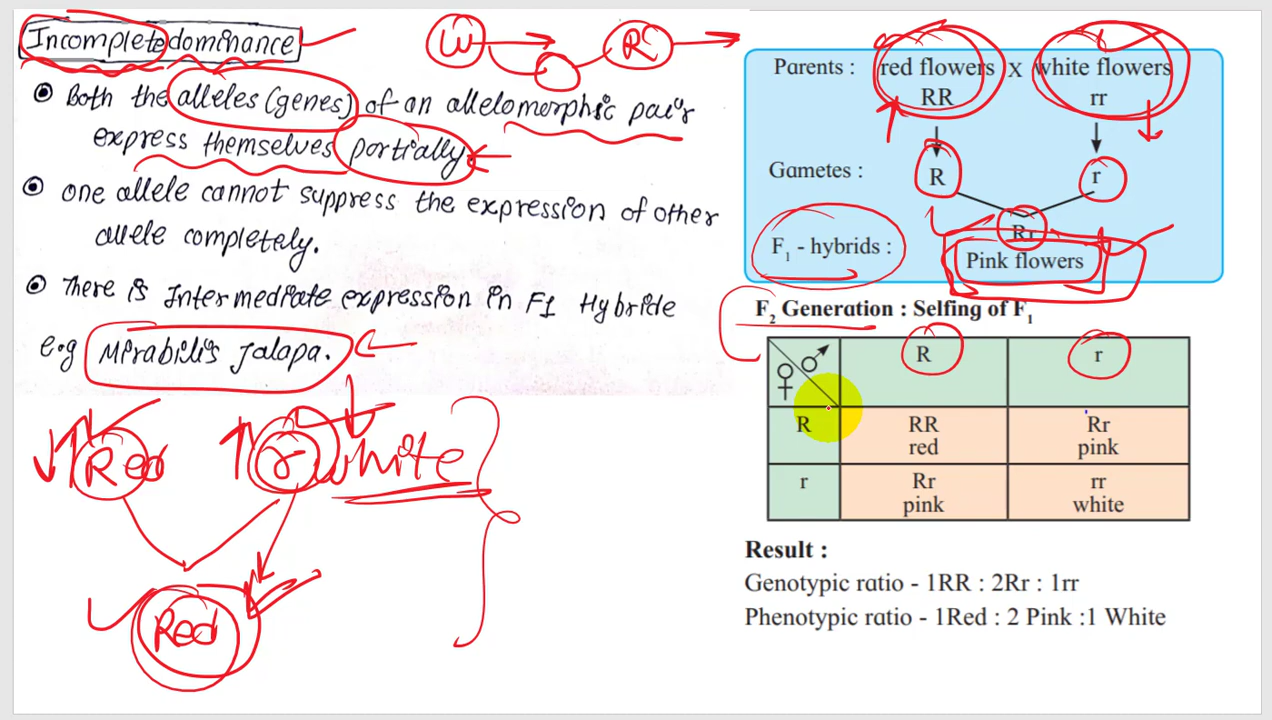 Incomplete dominance
Both the alleles (genes) of an allelomorphic pair
express themselves partially
one allele cannot suppress the expression of other
allele completely.
There is Intermediate expression in F1 Hybride
e.g Mirabilis Jalapa.
W R
Red r white
Red
Parents : red flowers X white flowers
RR rr
Gametes : R r
Rr
F1 - hybrids : Pink flowers
F2 Generation : Selfing of F1
♀ ♂ R r
R RR Rr
red pink
r Rr rr
pink white
Result :
Genotypic ratio - 1RR : 2Rr : 1rr
Phenotypic ratio - 1Red : 2 Pink :1 White